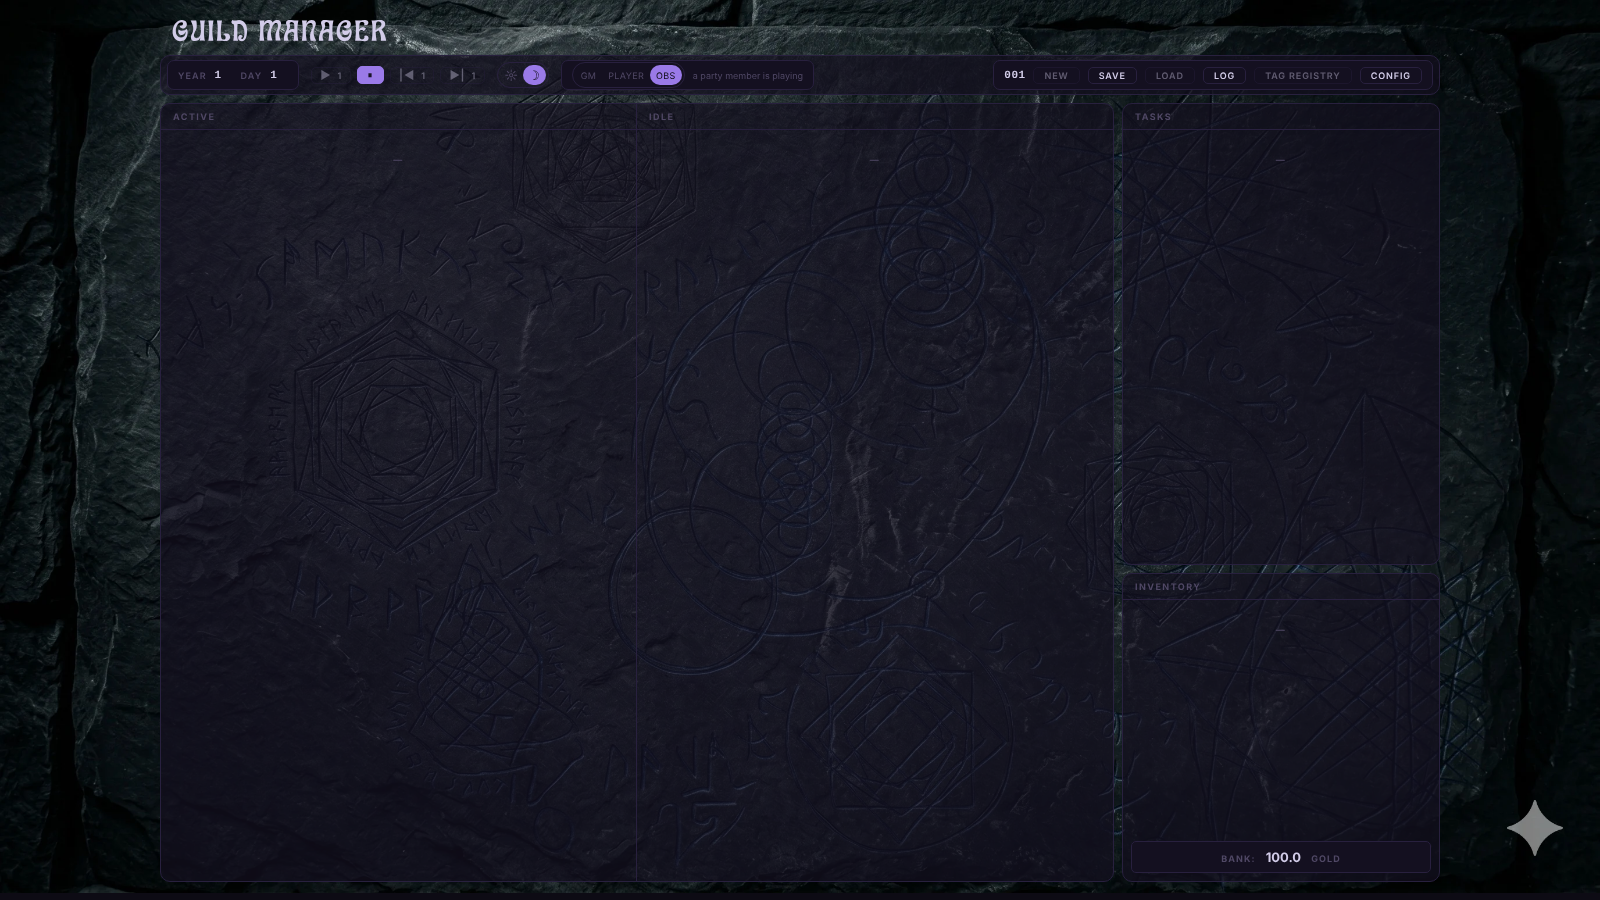 GUILD MANAGER
YEAR 1 DAY 1 1 1 1 GM PLAYER OBS a party member is playing 001 NEW SAVE LOAD LOG TAG REGISTRY CONFIG
ACTIVE IDLE TASKS
— — —
INVENTORY
—
BANK: 100.0 GOLD